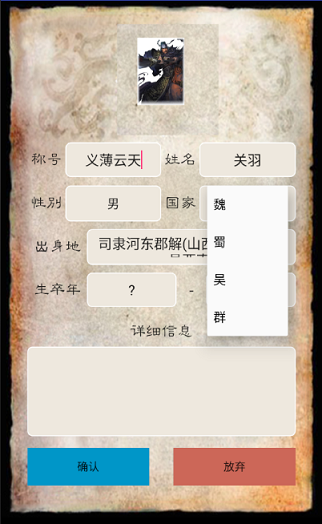 称号 义薄云天 姓名 关羽
性别 男 国家
魏
蜀
出身地 司隶河东郡解(山西
吴
生卒年 ? -
群
详细信息
确认 放弃